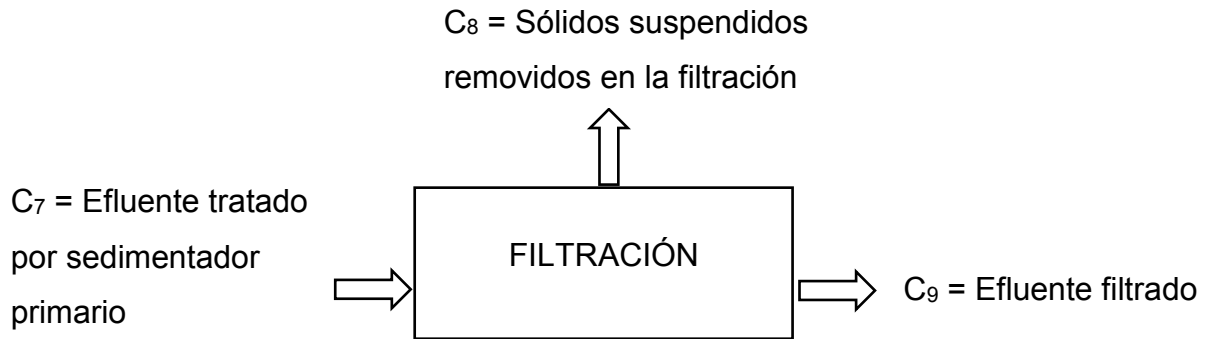 C₈ = Sólidos suspendidos
removidos en la filtración
C₇ = Efluente tratado
por sedimentador
primario
FILTRACIÓN
C₉ = Efluente filtrado